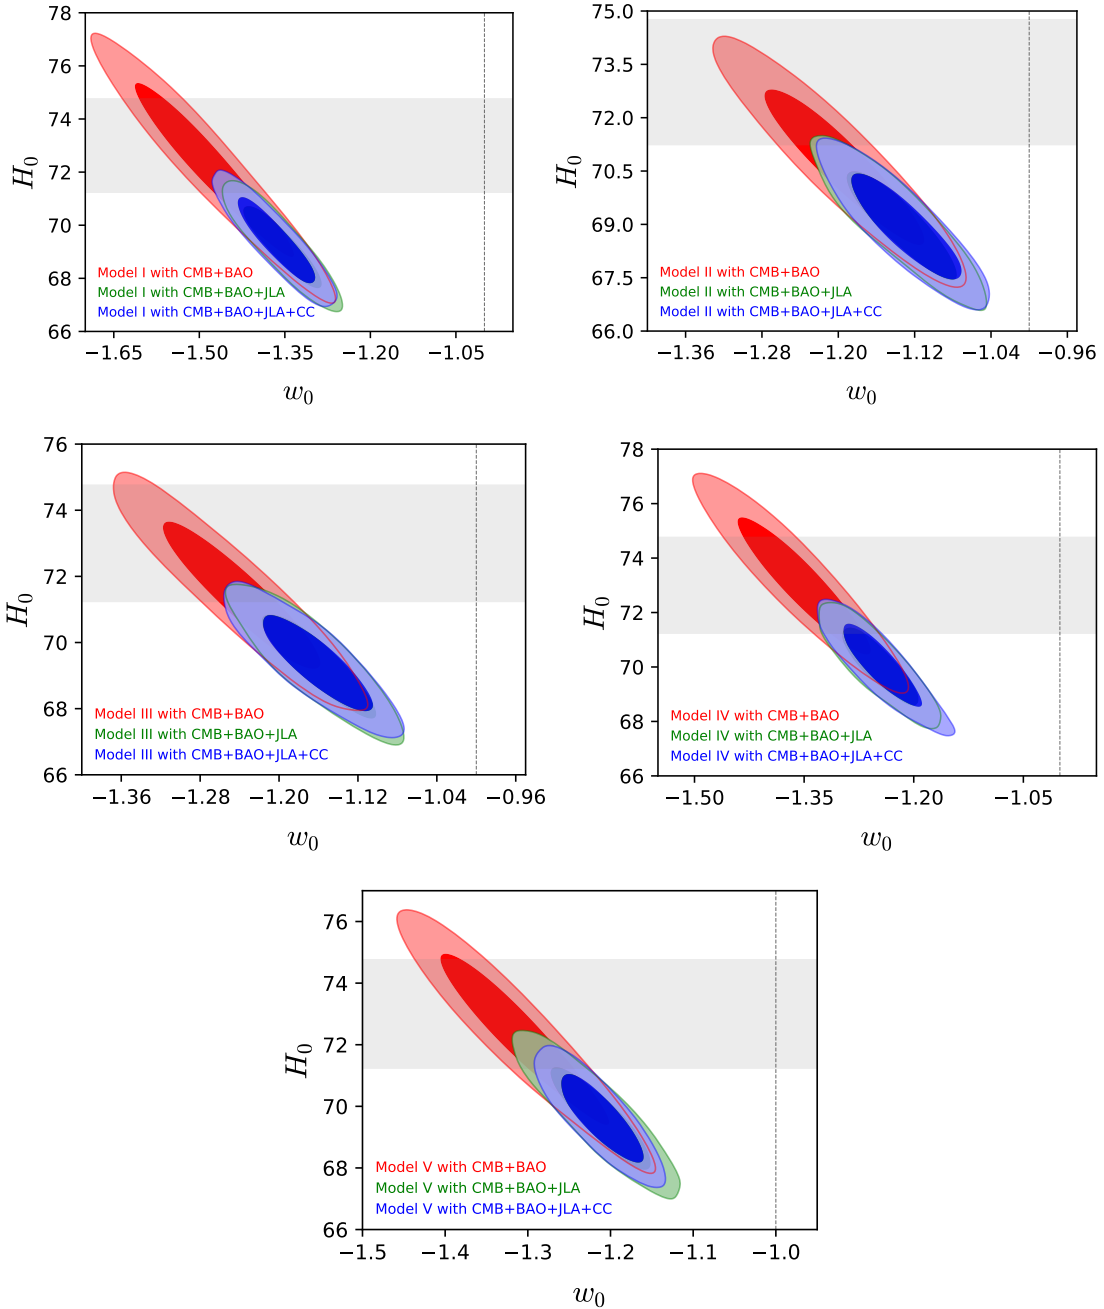 78
76
74
72
70
68
66
H₀
Model I with CMB+BAO
Model I with CMB+BAO+JLA
Model I with CMB+BAO+JLA+CC
−1.65 −1.50 −1.35 −1.20 −1.05
w₀
75.0
73.5
72.0
70.5
69.0
67.5
66.0
H₀
Model II with CMB+BAO
Model II with CMB+BAO+JLA
Model II with CMB+BAO+JLA+CC
−1.36 −1.28 −1.20 −1.12 −1.04 −0.96
w₀
76
74
72
70
68
66
H₀
Model III with CMB+BAO
Model III with CMB+BAO+JLA
Model III with CMB+BAO+JLA+CC
−1.36 −1.28 −1.20 −1.12 −1.04 −0.96
w₀
78
76
74
72
70
68
66
H₀
Model IV with CMB+BAO
Model IV with CMB+BAO+JLA
Model IV with CMB+BAO+JLA+CC
−1.50 −1.35 −1.20 −1.05
w₀
76
74
72
70
68
66
H₀
Model V with CMB+BAO
Model V with CMB+BAO+JLA
Model V with CMB+BAO+JLA+CC
−1.5 −1.4 −1.3 −1.2 −1.1 −1.0
w₀